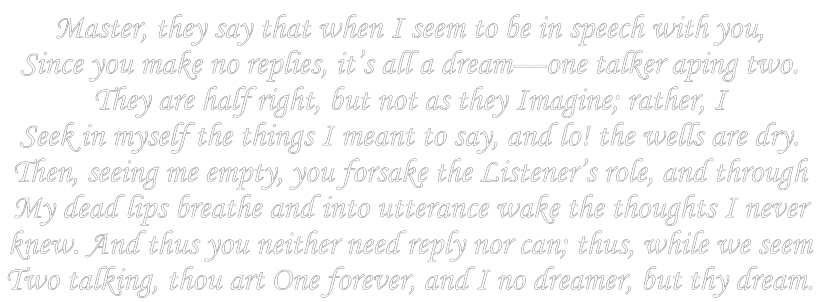 Master, they say that when I seem to be in speech with you,
Since you make no replies, it's all a dream—one talker aping two.
They are half right, but not as they Imagine; rather, I
Seek in myself the things I meant to say, and lo! the wells are dry.
Then, seeing me empty, you forsake the Listener's role, and through
My dead lips breathe and into utterance wake the thoughts I never
knew. And thus you neither need reply nor can; thus, while we seem
Two talking, thou art One forever, and I no dreamer, but thy dream.